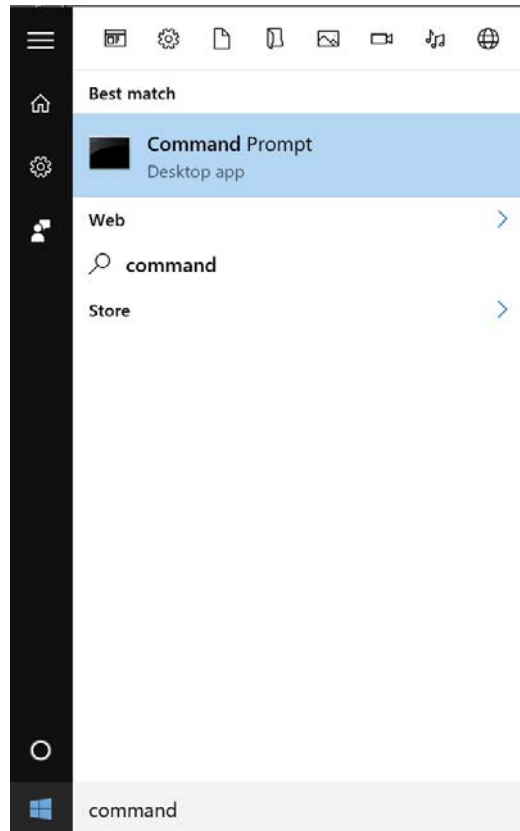 Best match
Command Prompt
Desktop app
Web
command
Store
command